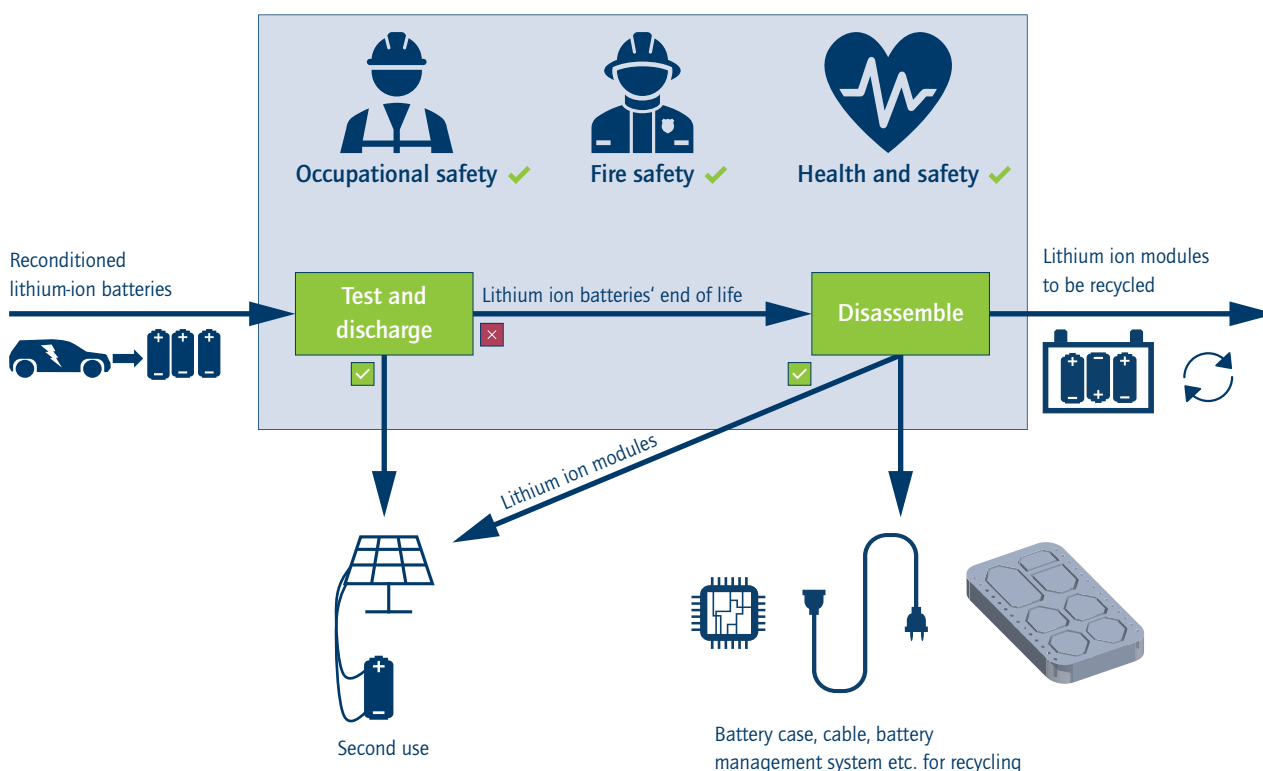 Occupational safety
Fire safety
Health and safety
Reconditioned
lithium-ion batteries
Test and
discharge
Lithium ion batteries‘ end of life
Disassemble
Lithium ion modules
to be recycled
Lithium ion modules
Second use
Battery case, cable, battery
management system etc. for recycling